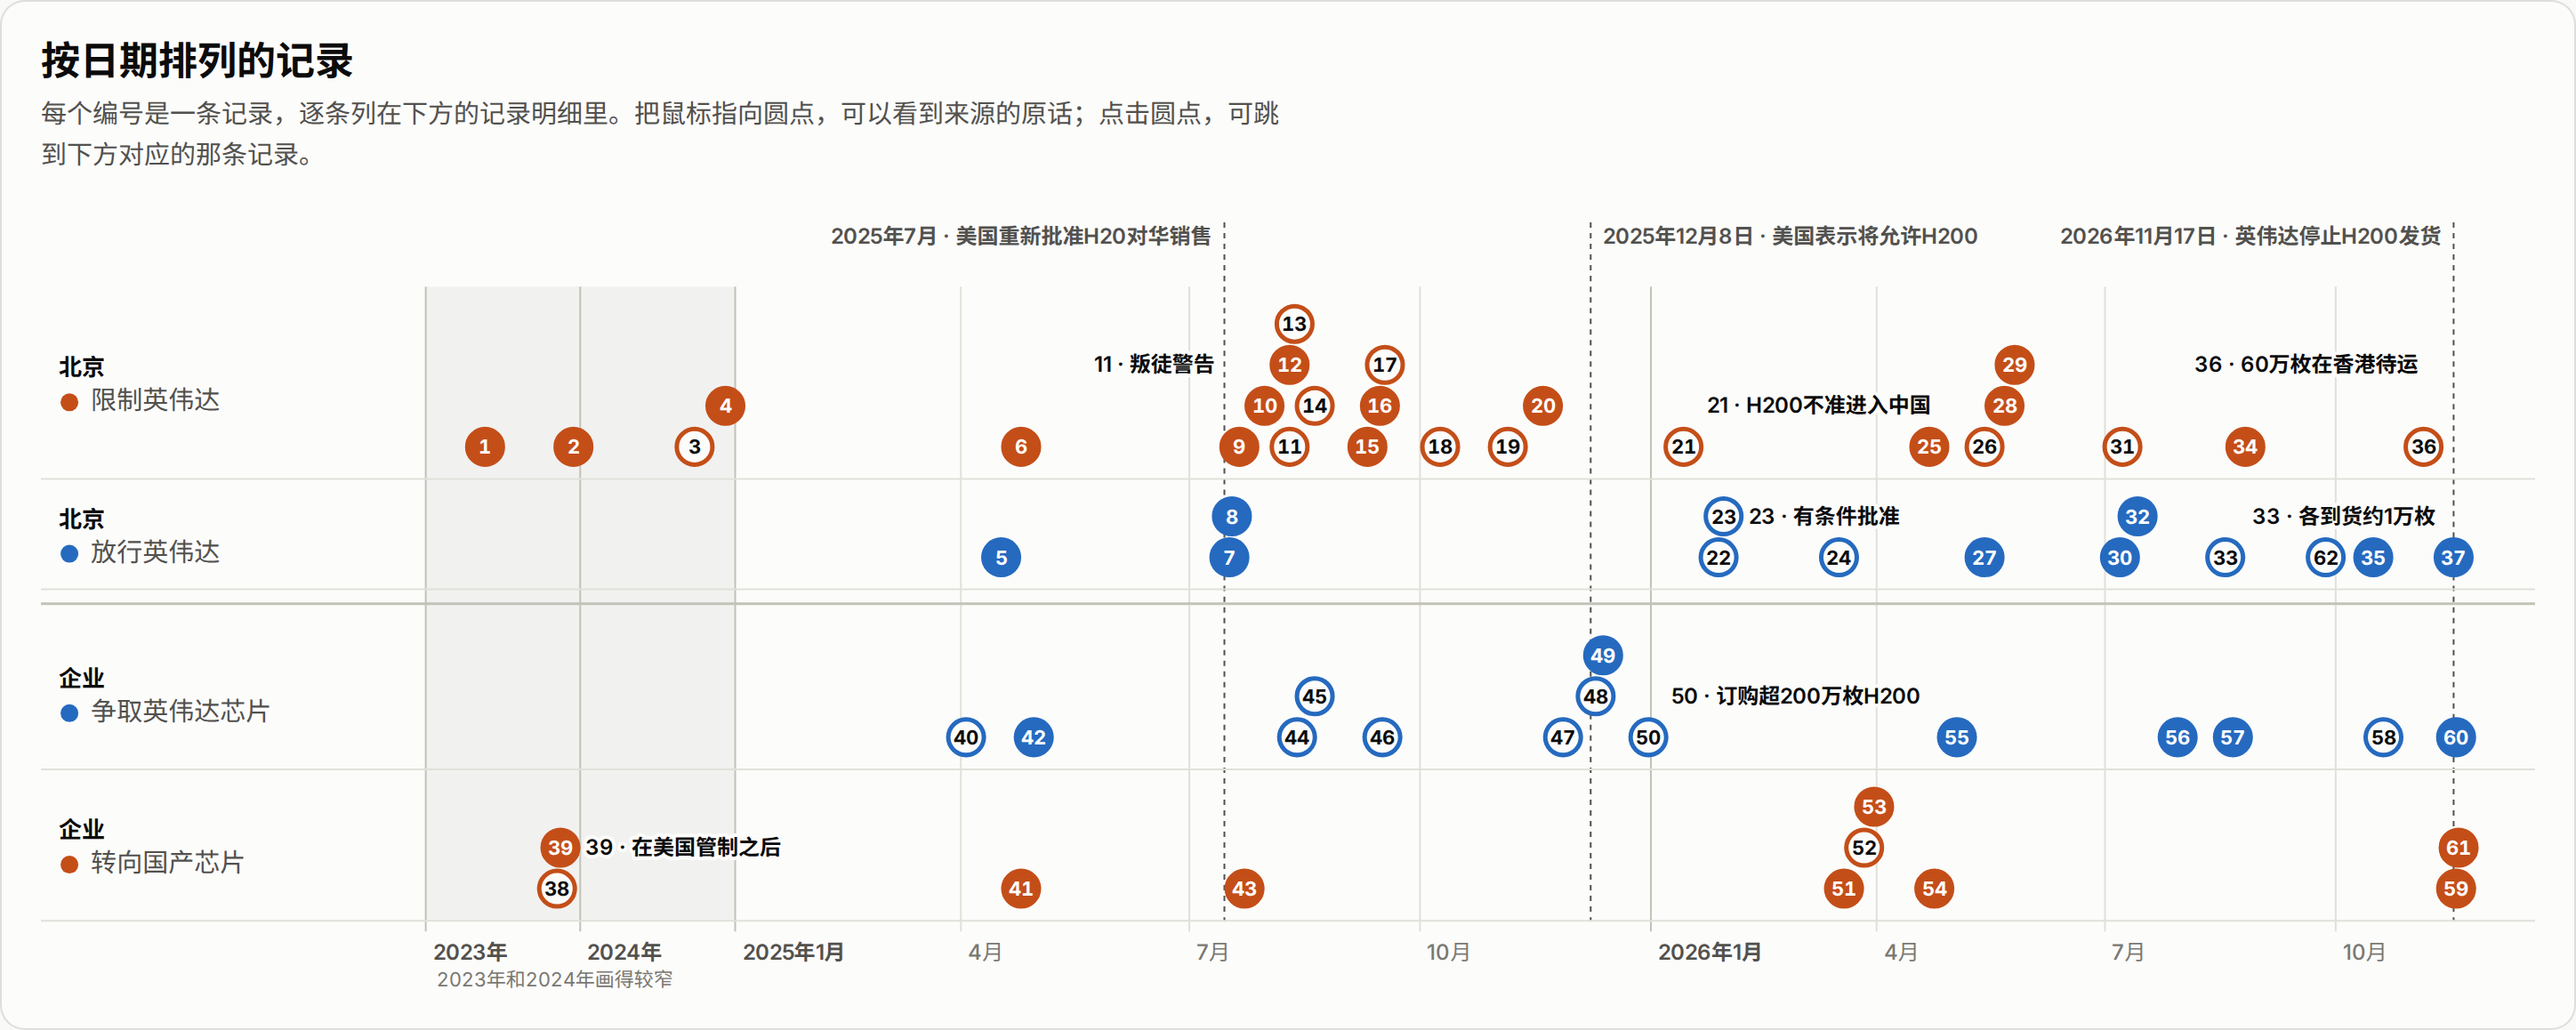 按日期排列的记录
每个编号是一条记录，逐条列在下方的记录明细里。把鼠标指向圆点，可以看到来源的原话；点击圆点，可跳
到下方对应的那条记录。
2025年7月 · 美国重新批准H20对华销售
2025年12月8日 · 美国表示将允许H200
2026年11月17日 · 英伟达停止H200发货
北京
限制英伟达
13
11 · 叛徒警告
12
17
29
36 · 60万枚在香港待运
4
10
14
16
20
21 · H200不准进入中国
28
1
2
3
6
9
11
15
18
19
21
25
26
31
34
36
北京
放行英伟达
8
23
23 · 有条件批准
32
33 · 各到货约1万枚
5
7
22
24
27
30
33
62
35
37
企业
争取英伟达芯片
49
45
48
50 · 订购超200万枚H200
40
42
44
46
47
50
55
56
57
58
60
企业
转向国产芯片
53
39
39 · 在美国管制之后
52
61
38
41
43
51
54
59
2023年
2024年
2025年1月
4月
7月
10月
2026年1月
4月
7月
10月
2023年和2024年画得较窄